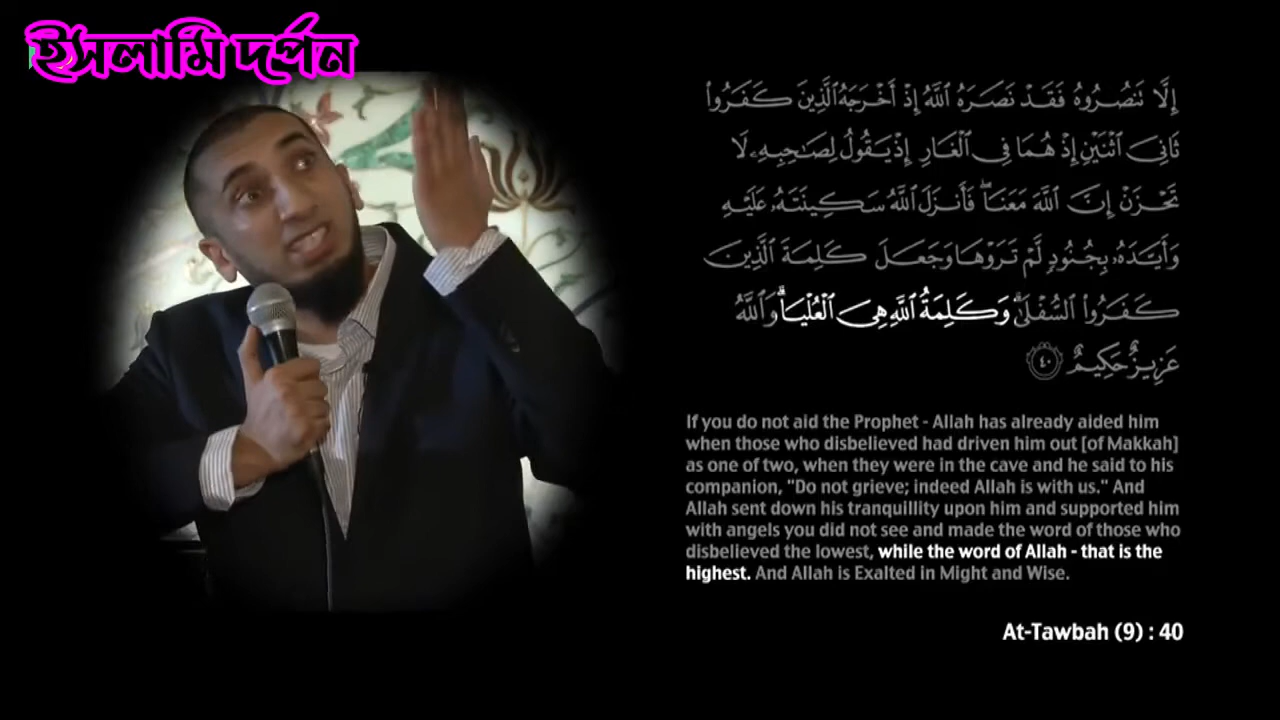 ইসলামি দর্পন
إِلَّا تَنصُرُوهُ فَقَدْ نَصَرَهُ ٱللَّهُ إِذْ أَخْرَجَهُ ٱلَّذِينَ كَفَرُوا۟
ثَانِىَ ٱثْنَيْنِ إِذْ هُمَا فِى ٱلْغَارِ إِذْ يَقُولُ لِصَـٰحِبِهِۦ لَا
تَحْزَنْ إِنَّ ٱللَّهَ مَعَنَا ۖ فَأَنزَلَ ٱللَّهُ سَكِينَتَهُۥ عَلَيْهِ
وَأَيَّدَهُۥ بِجُنُودٍ لَّمْ تَرَوْهَا وَجَعَلَ كَلِمَةَ ٱلَّذِينَ
كَفَرُوا۟ ٱلسُّفْلَىٰ ۗ وَكَلِمَةُ ٱللَّهِ هِىَ ٱلْعُلْيَا ۗ وَٱللَّهُ
عَزِيزٌ حَكِيمٌ ٤٠
If you do not aid the Prophet - Allah has already aided him
when those who disbelieved had driven him out [of Makkah]
as one of two, when they were in the cave and he said to his
companion, "Do not grieve; indeed Allah is with us." And
Allah sent down his tranquillity upon him and supported him
with angels you did not see and made the word of those who
disbelieved the lowest, while the word of Allah - that is the
highest. And Allah is Exalted in Might and Wise.
At-Tawbah (9) : 40